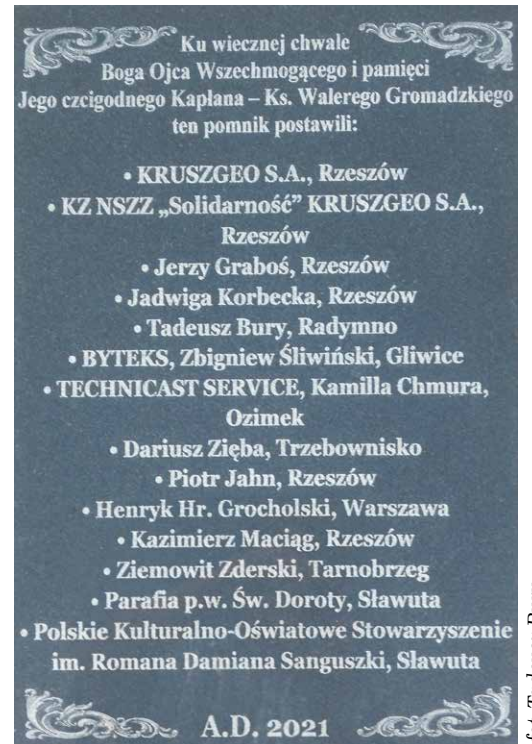 Ku wiecznej chwale
Boga Ojca Wszechmogącego i pamięci
Jego czcigodnego Kapłana – Ks. Walerego Gromadzkiego
ten pomnik postawili:
• KRUSZGEO S.A., Rzeszów
• KZ NSZZ „Solidarność” KRUSZGEO S.A.,
Rzeszów
• Jerzy Graboś, Rzeszów
• Jadwiga Korbecka, Rzeszów
• Tadeusz Bury, Radymno
• BYTEKS, Zbigniew Śliwiński, Gliwice
• TECHNICAST SERVICE, Kamilla Chmura,
Ozimek
• Dariusz Zięba, Trzebownisko
• Piotr Jahn, Rzeszów
• Henryk Hr. Grocholski, Warszawa
• Kazimierz Maciąg, Rzeszów
• Ziemowit Zderski, Tarnobrzeg
• Parafia p.w. Św. Doroty, Sławuta
• Polskie Kulturalno-Oświatowe Stowarzyszenie
im. Romana Damiana Sanguszki, Sławuta
A.D. 2021